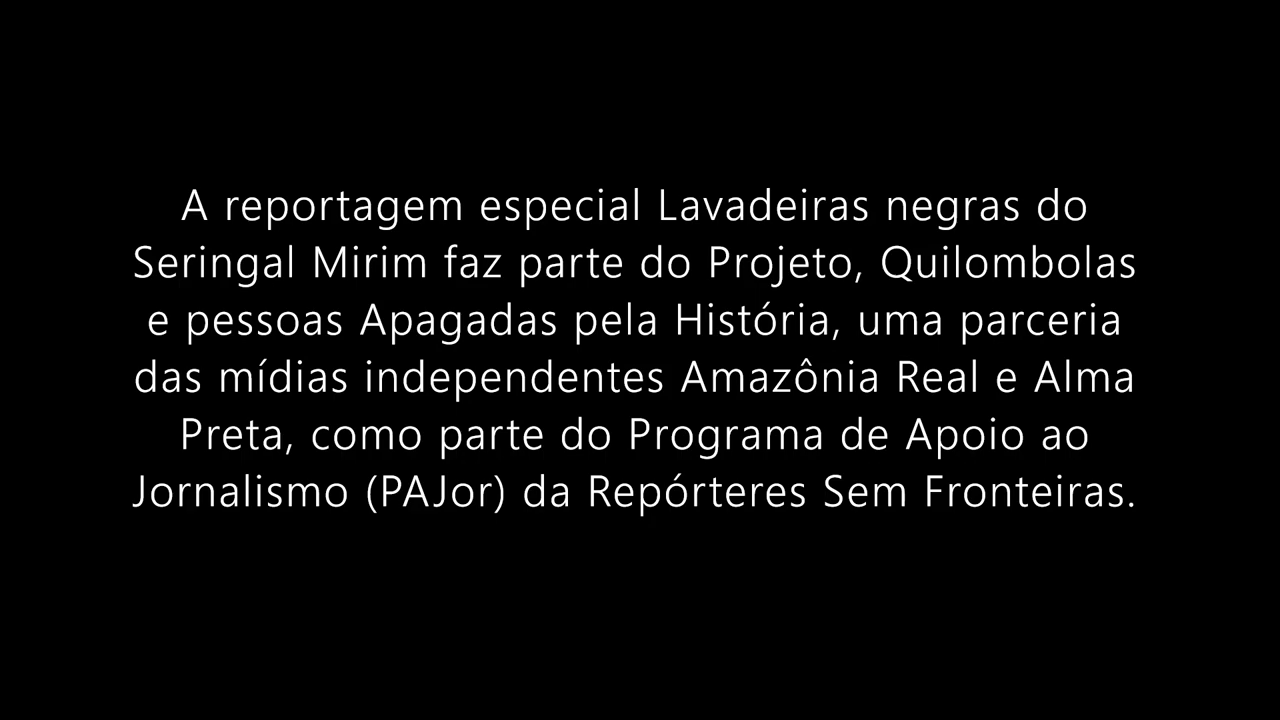 A reportagem especial Lavadeiras negras do
Seringal Mirim faz parte do Projeto, Quilombolas
e pessoas Apagadas pela História, uma parceria
das mídias independentes Amazônia Real e Alma
Preta, como parte do Programa de Apoio ao
Jornalismo (PAJor) da Repórteres Sem Fronteiras.